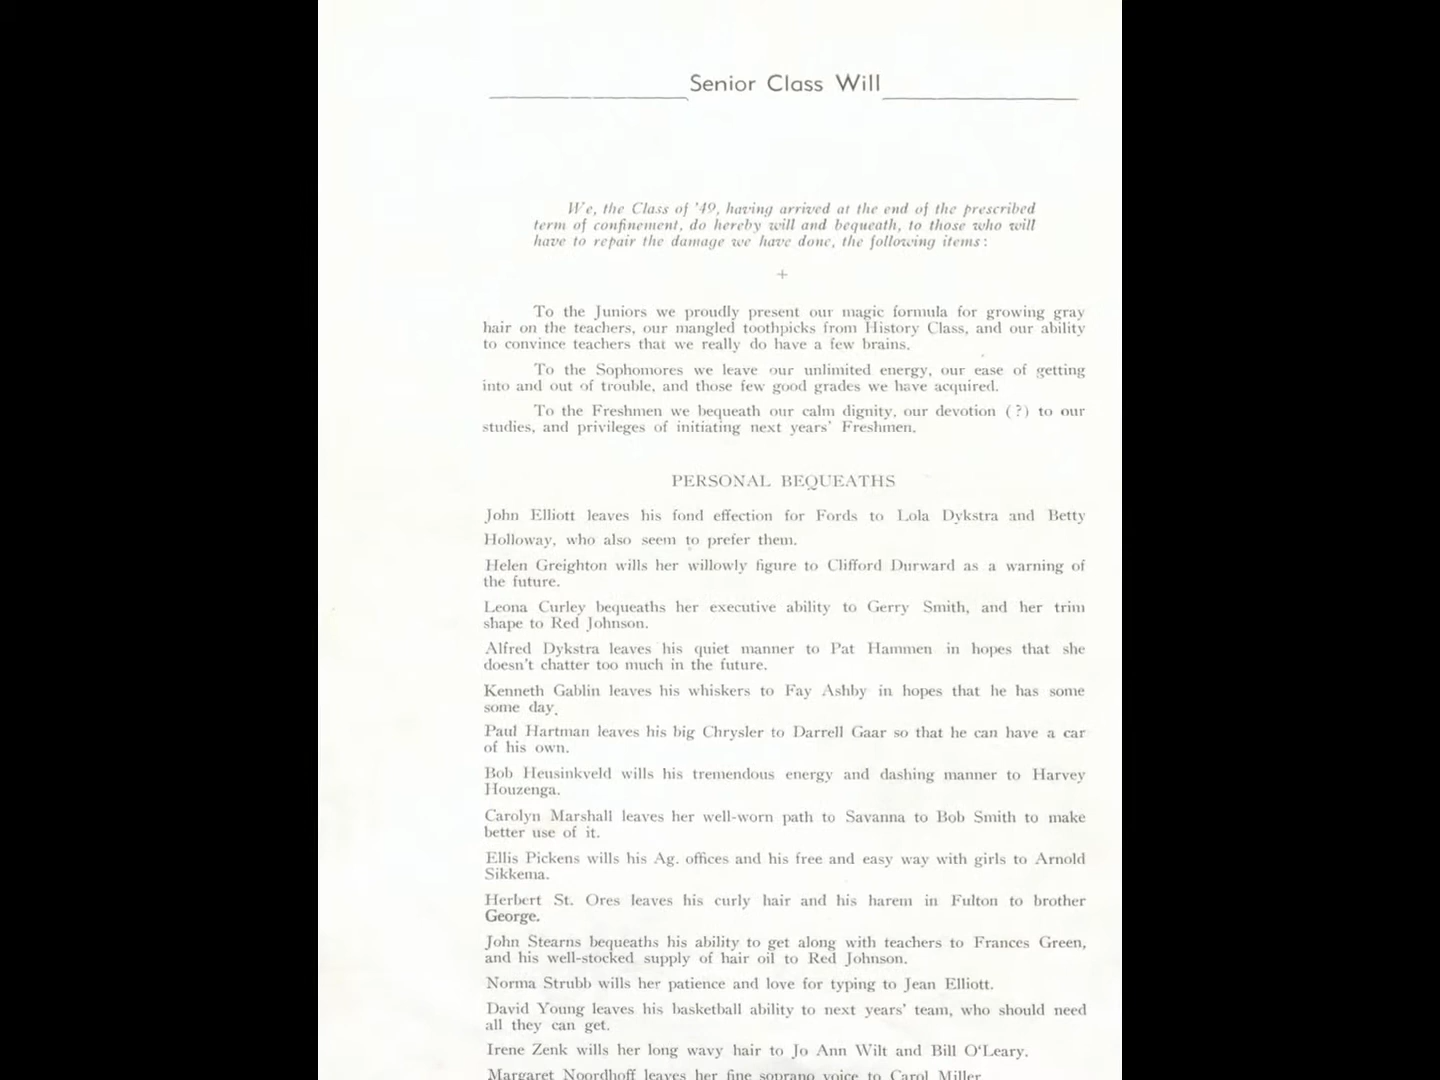 Senior Class Will
We, the Class of '49, having arrived at the end of the prescribed
term of confinement, do hereby will and bequeath, to those who will
have to repair the damage we have done, the following items:
+
To the Juniors we proudly present our magic formula for growing gray
hair on the teachers, our mangled toothpicks from History Class, and our ability
to convince teachers that we really do have a few brains.
To the Sophomores we leave our unlimited energy, our ease of getting
into and out of trouble, and those few good grades we have acquired.
To the Freshmen we bequeath our calm dignity, our devotion (?) to our
studies, and privileges of initiating next years' Freshmen.
PERSONAL BEQUEATHS
John Elliott leaves his fond effection for Fords to Lola Dykstra and Betty
Holloway, who also seem to prefer them.
Helen Greighton wills her willowly figure to Clifford Durward as a warning of
the future.
Leona Curley bequeaths her executive ability to Gerry Smith, and her trim
shape to Red Johnson.
Alfred Dykstra leaves his quiet manner to Pat Hammen in hopes that she
doesn't chatter too much in the future.
Kenneth Gablin leaves his whiskers to Fay Ashby in hopes that he has some
some day.
Paul Hartman leaves his big Chrysler to Darrell Gaar so that he can have a car
of his own.
Bob Heusinkveld wills his tremendous energy and dashing manner to Harvey
Houzenga.
Carolyn Marshall leaves her well-worn path to Savanna to Bob Smith to make
better use of it.
Ellis Pickens wills his Ag. offices and his free and easy way with girls to Arnold
Sikkema.
Herbert St. Ores leaves his curly hair and his harem in Fulton to brother
George.
John Stearns bequeaths his ability to get along with teachers to Frances Green,
and his well-stocked supply of hair oil to Red Johnson.
Norma Strubb wills her patience and love for typing to Jean Elliott.
David Young leaves his basketball ability to next years' team, who should need
all they can get.
Irene Zenk wills her long wavy hair to Jo Ann Wilt and Bill O'Leary.
Margaret Noordhoff leaves her fine soprano voice to Carol Miller